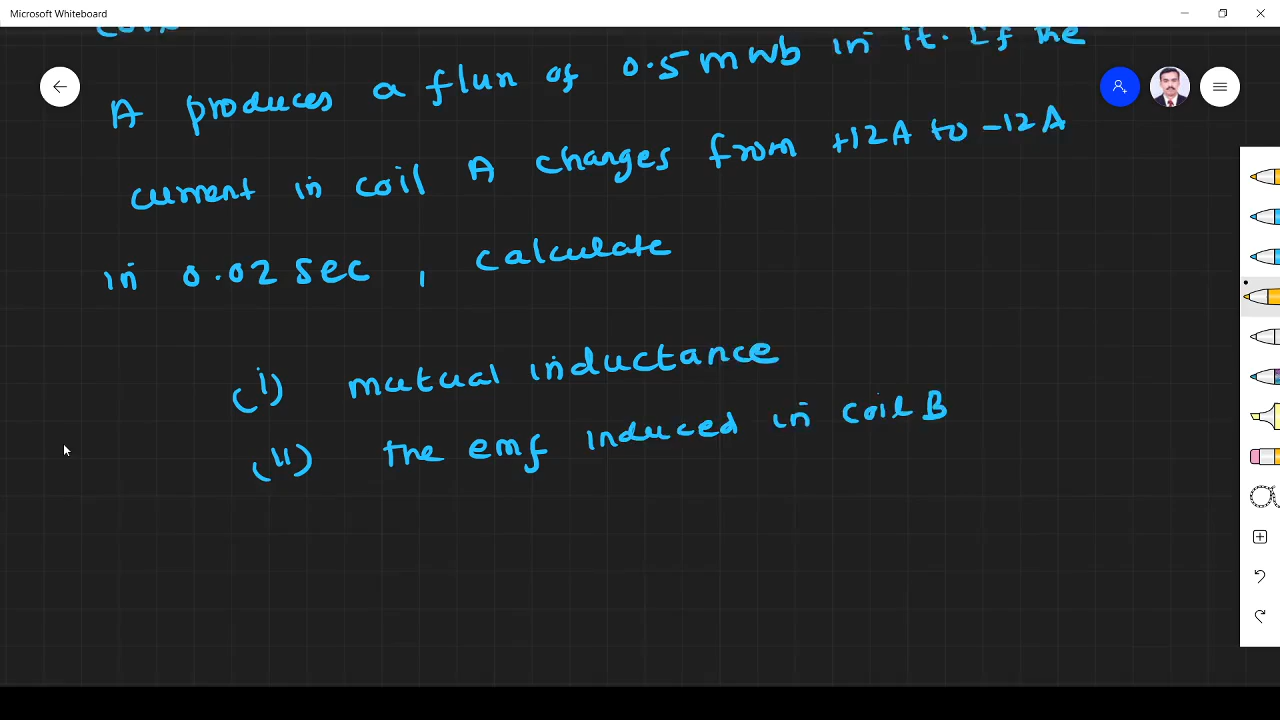 Microsoft Whiteboard
A produces a flux of 0.5 m wb in it. If the
current in coil A changes from +12A to -12A
in 0.02 sec, calculate
(i) mutual inductance
(ii) the emf induced in coil B